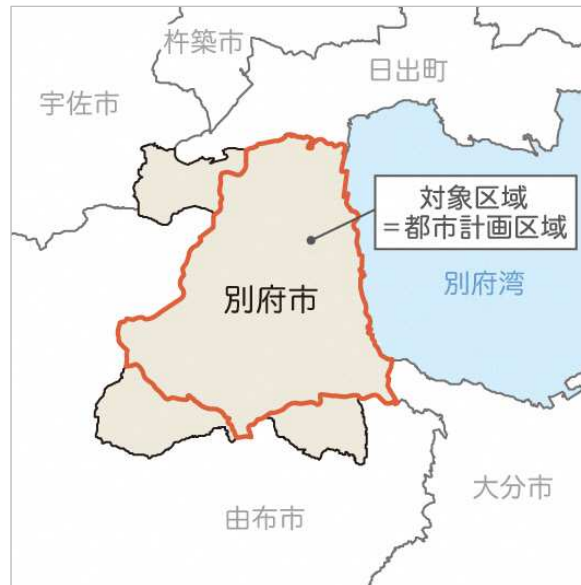 杵築市
日出町
宇佐市
対象区域
＝都市計画区域
別府市
別府湾
大分市
由布市